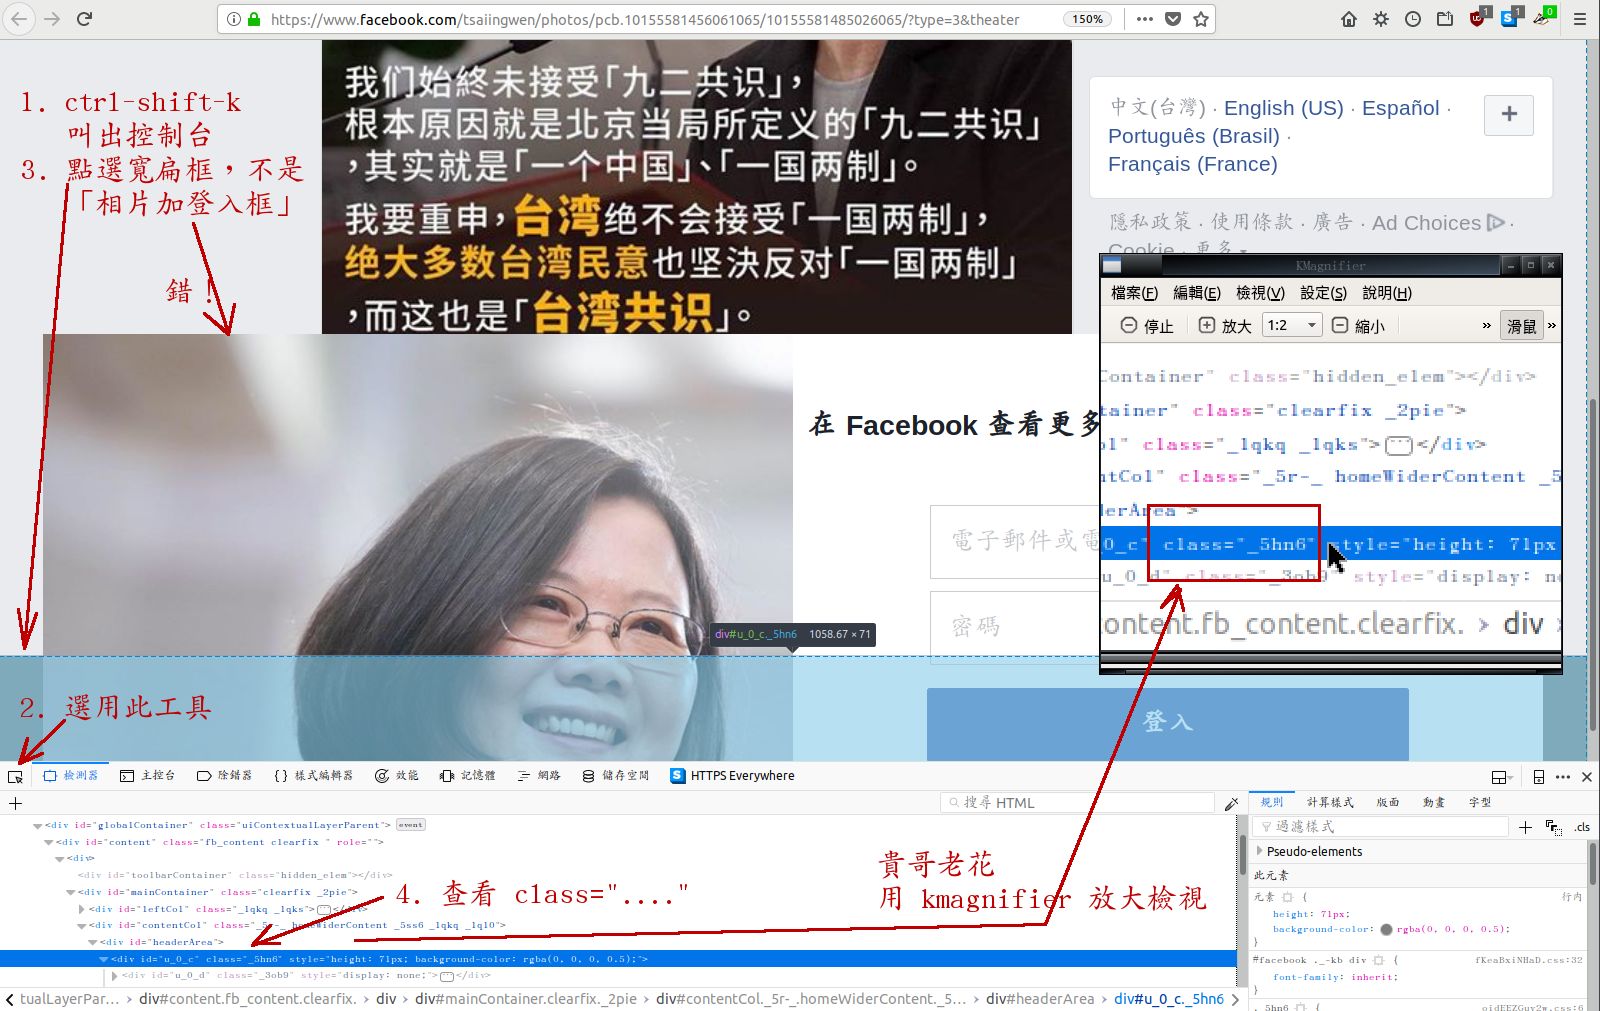 https://www.facebook.com/tsaiingwen/photos/pcb.10155581456061065/10155581485026065/?type=3&theater
150%
1
1
0
1. ctrl-shift-k
叫出控制台
3. 點選寬扁框，不是
「相片加登入框」
錯！
2. 選用此工具
我们始終未接受「九二共识」，
根本原因就是北京当局所定义的「九二共识」
，其实就是「一个中国」、「一国两制」。
我要重申，台湾绝不会接受「一国两制」，
绝大多数台湾民意也坚決反对「一国两制」
，而这也是「台湾共识」。
中文(台灣) · English (US) · Español ·
Português (Brasil) ·
Français (France)
隱私政策 · 使用條款 · 廣告 · Ad Choices ·
Cookie · 更多
在 Facebook 查看更多
電子郵件或電
密碼
登入
div#u_0_c._5hn6 1058.67 × 71
KMagnifier
檔案(F) 編輯(E) 檢視(V) 設定(S) 說明(H)
停止 放大 1:2 縮小 » 滑鼠 »
Container" class="hidden_elem"></div>
tainer" class="clearfix _2pie">
ol" class="_lqkq _lqks"></div>
ntCol" class="_5r-_ homeWiderContent _5
derArea">
0_c" class="_5hn6" style="height: 71px
u_0_d" class="_3ob9" style="display: no
ontent.fb_content.clearfix. › div
檢測器 主控台 除錯器 {} 樣式編輯器 效能 記憶體 網路 儲存空間 HTTPS Everywhere
搜尋 HTML
<div id="globalContainer" class="uiContextualLayerParent"> event
<div id="content" class="fb_content clearfix " role="">
<div>
<div id="toolbarContainer" class="hidden_elem"></div>
<div id="mainContainer" class="clearfix _2pie">
<div id="leftCol" class="_lqkq _lqks"></div>
<div id="contentCol" class="_5r-_ homeWiderContent _5ss6 _lqkq _lql0">
<div id="headerArea">
<div id="u_0_c" class="_5hn6" style="height: 71px; background-color: rgba(0, 0, 0, 0.5);">
<div id="u_0_d" class="_3ob9" style="display: none;"></div>
4. 查看 class="...."
貴哥老花
用 kmagnifier 放大檢視
tualLayerPar… › div#content.fb_content.clearfix. › div › div#mainContainer.clearfix._2pie › div#contentCol._5r-_.homeWiderContent._5… › div#headerArea › div#u_0_c._5hn6
規則 計算樣式 版面 動畫 字型
過濾樣式 .cls
Pseudo-elements
此元素
元素 { 行內
height: 71px;
background-color: rgba(0, 0, 0, 0.5);
}
#facebook ._-kb div { fKeaBxiNHaD.css:32
font-family: inherit;
}
._5hn6 {